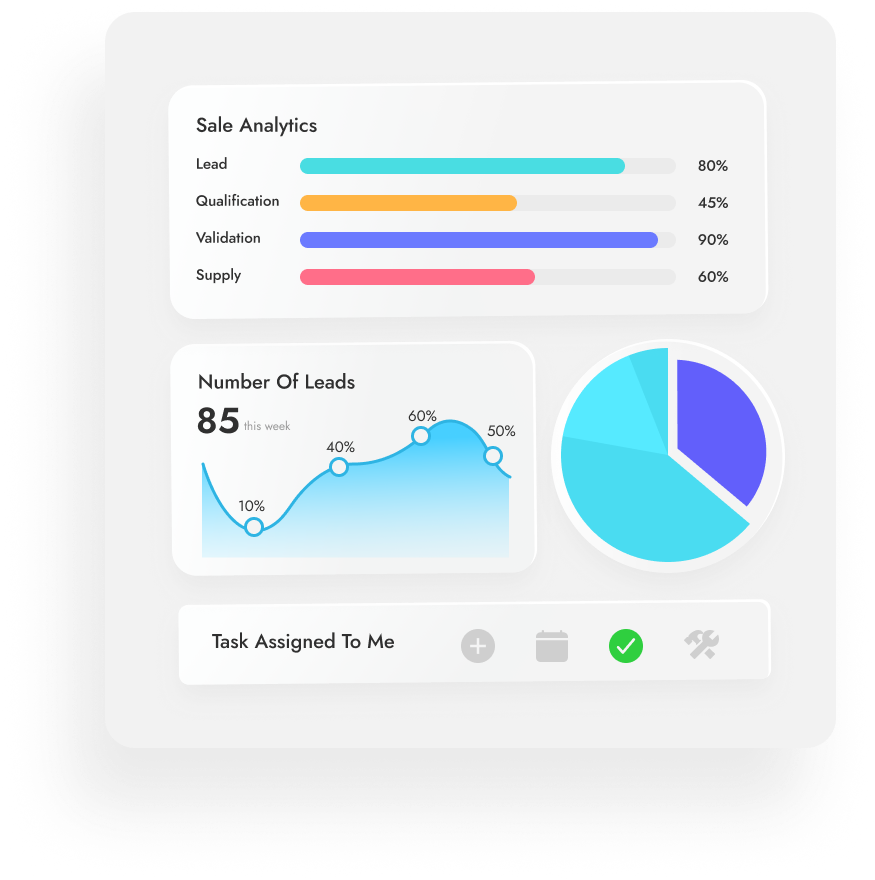 Sale Analytics
Lead 80%
Qualification 45%
Validation 90%
Supply 60%
Number Of Leads
85 this week
10%
40%
60%
50%
Task Assigned To Me